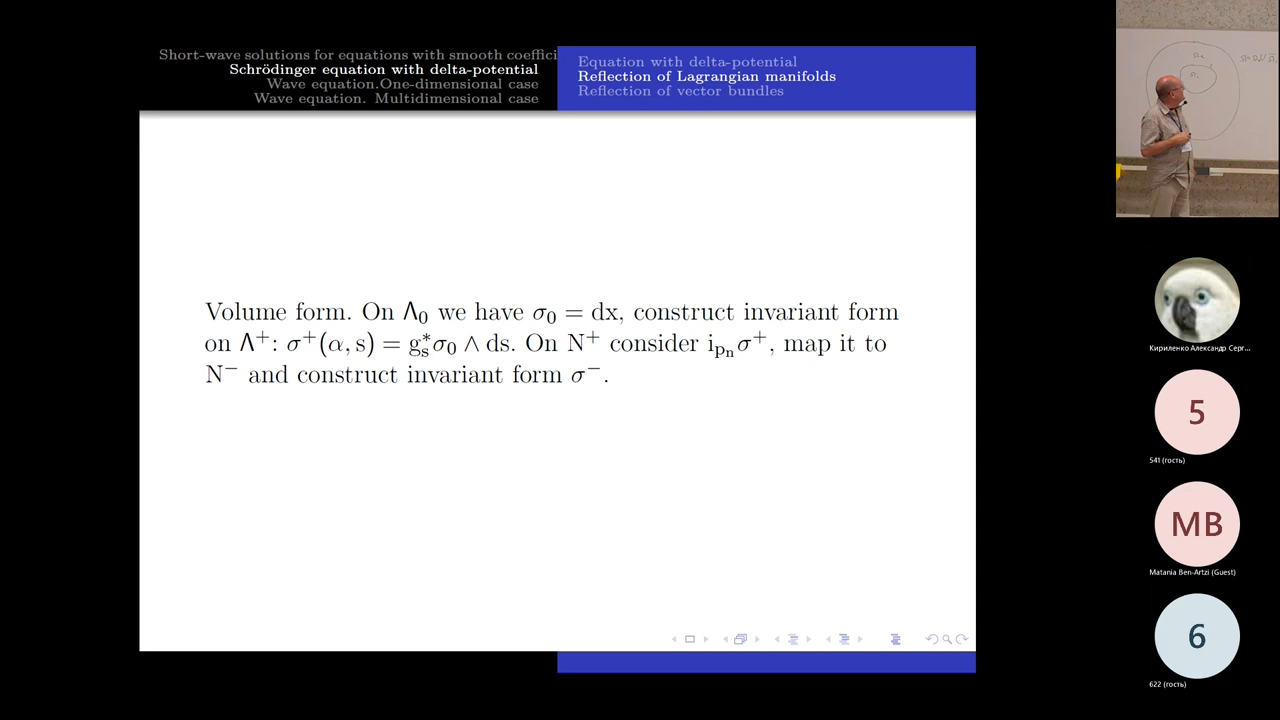 Short-wave solutions for equations with smooth coeffici
Schrödinger equation with delta-potential
Wave equation.One-dimensional case
Wave equation. Multidimensional case
Equation with delta-potential
Reflection of Lagrangian manifolds
Reflection of vector bundles
Volume form. On Λ₀ we have σ₀ = dx, construct invariant form
on Λ⁺: σ⁺(α, s) = g*ₛσ₀ ∧ ds. On N⁺ consider i_{pₙ}σ⁺, map it to
N⁻ and construct invariant form σ⁻.
Кириленко Александр Серг...
5
541 (гость)
MB
Matania Ben-Artzi (Guest)
6
622 (гость)